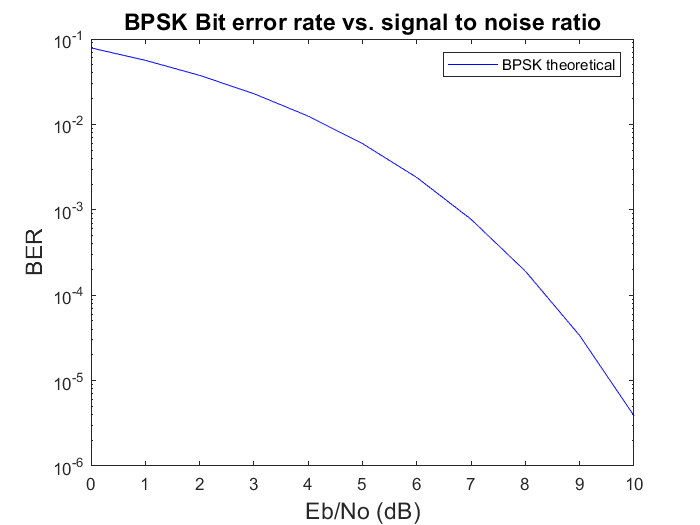 BPSK Bit error rate vs. signal to noise ratio
BPSK theoretical
10^-1
10^-2
10^-3
10^-4
10^-5
10^-6
BER
0 1 2 3 4 5 6 7 8 9 10
Eb/No (dB)